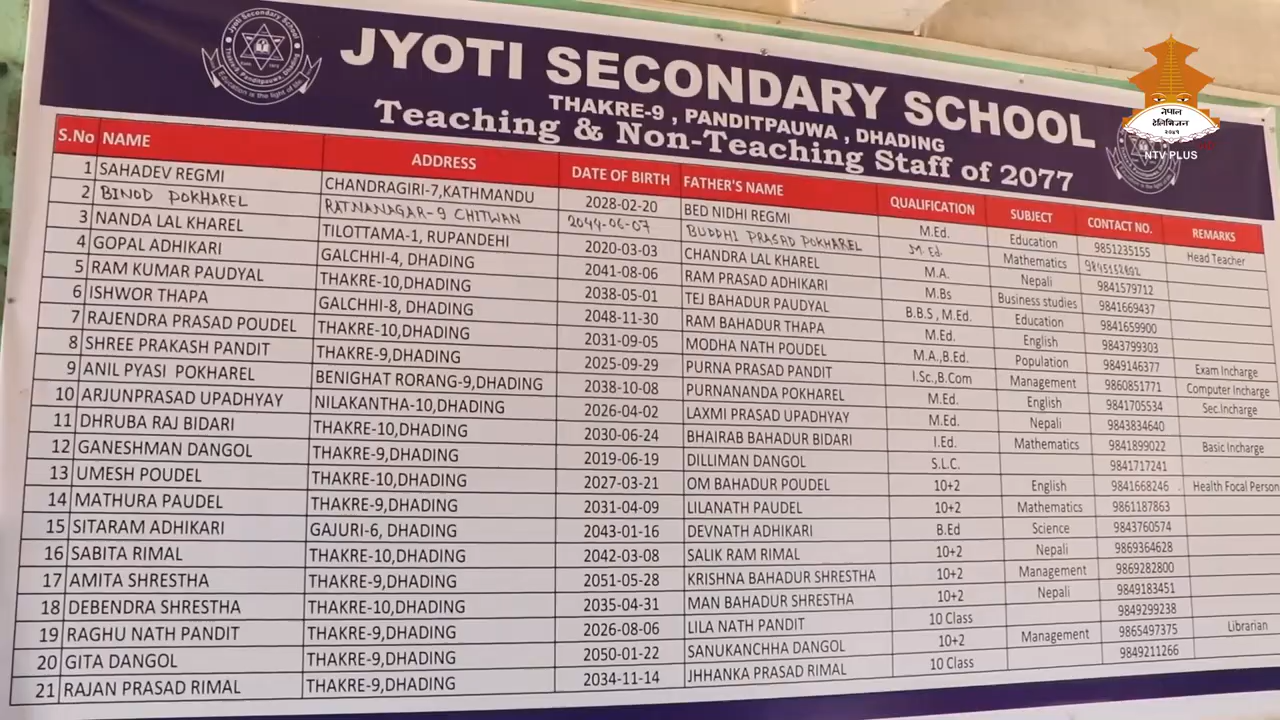 JYOTI SECONDARY SCHOOL
THAKRE-9 , PANDITPAUWA , DHADING
Teaching & Non-Teaching Staff of 2077
S.No NAME ADDRESS DATE OF BIRTH FATHER'S NAME QUALIFICATION SUBJECT CONTACT NO. REMARKS
1 SAHADEV REGMI CHANDRAGIRI-7,KATHMANDU 2028-02-20 BED NIDHI REGMI M.Ed. Education 9851235155 Head Teacher
2 BINOD POKHAREL RATNANAGAR-9 CHITWAN 2044-06-07 BUDDHI PRASAD POKHAREL M.Ed Mathematics
3 NANDA LAL KHAREL TILOTTAMA-1, RUPANDEHI 2020-03-03 CHANDRA LAL KHAREL M.A. Nepali 9841579712
4 GOPAL ADHIKARI GALCHHI-4, DHADING 2041-08-06 RAM PRASAD ADHIKARI M.Bs Business studies 9841669437
5 RAM KUMAR PAUDYAL THAKRE-10,DHADING 2038-05-01 TEJ BAHADUR PAUDYAL B.B.S , M.Ed. Education 9841659900
6 ISHWOR THAPA GALCHHI-8, DHADING 2048-11-30 RAM BAHADUR THAPA M.Ed. English 9843799303
7 RAJENDRA PRASAD POUDEL THAKRE-10,DHADING 2031-09-05 MODHA NATH POUDEL M.A.,B.Ed. Population 9849146377 Exam Incharge
8 SHREE PRAKASH PANDIT THAKRE-9,DHADING 2025-09-29 PURNA PRASAD PANDIT I.Sc.,B.Com Management 9860851771 Computer Incharge
9 ANIL PYASI POKHAREL BENIGHAT RORANG-9,DHADING 2038-10-08 PURNANANDA POKHAREL M.Ed. English 9841705534 Sec.Incharge
10 ARJUNPRASAD UPADHYAY NILAKANTHA-10,DHADING 2026-04-02 LAXMI PRASAD UPADHYAY M.Ed. Nepali 9843834640
11 DHRUBA RAJ BIDARI THAKRE-10,DHADING 2030-06-24 BHAIRAB BAHADUR BIDARI I.Ed. Mathematics 9841899022 Basic Incharge
12 GANESHMAN DANGOL THAKRE-9,DHADING 2019-06-19 DILLIMAN DANGOL S.L.C. 9841717241
13 UMESH POUDEL THAKRE-10,DHADING 2027-03-21 OM BAHADUR POUDEL 10+2 English 9841668246 Health Focal Person
14 MATHURA PAUDEL THAKRE-9,DHADING 2031-04-09 LILANATH PAUDEL 10+2 Mathematics 9861187863
15 SITARAM ADHIKARI GAJURI-6, DHADING 2043-01-16 DEVNATH ADHIKARI B.Ed Science 9843760574
16 SABITA RIMAL THAKRE-10,DHADING 2042-03-08 SALIK RAM RIMAL 10+2 Nepali 9869364628
17 AMITA SHRESTHA THAKRE-9,DHADING 2051-05-28 KRISHNA BAHADUR SHRESTHA 10+2 Management 9869282800
18 DEBENDRA SHRESTHA THAKRE-10,DHADING 2035-04-31 MAN BAHADUR SHRESTHA 10+2 Nepali 9849183451
19 RAGHU NATH PANDIT THAKRE-9,DHADING 2026-08-06 LILA NATH PANDIT 10 Class 9849299238
20 GITA DANGOL THAKRE-9,DHADING 2050-01-22 SANUKANCHHA DANGOL 10+2 Management 9865497375 Librarian
21 RAJAN PRASAD RIMAL THAKRE-9,DHADING 2034-11-14 JHHANKA PRASAD RIMAL 10 Class 9849211266
नेपाल
टेलिभिजन
२०४१
NTV PLUS